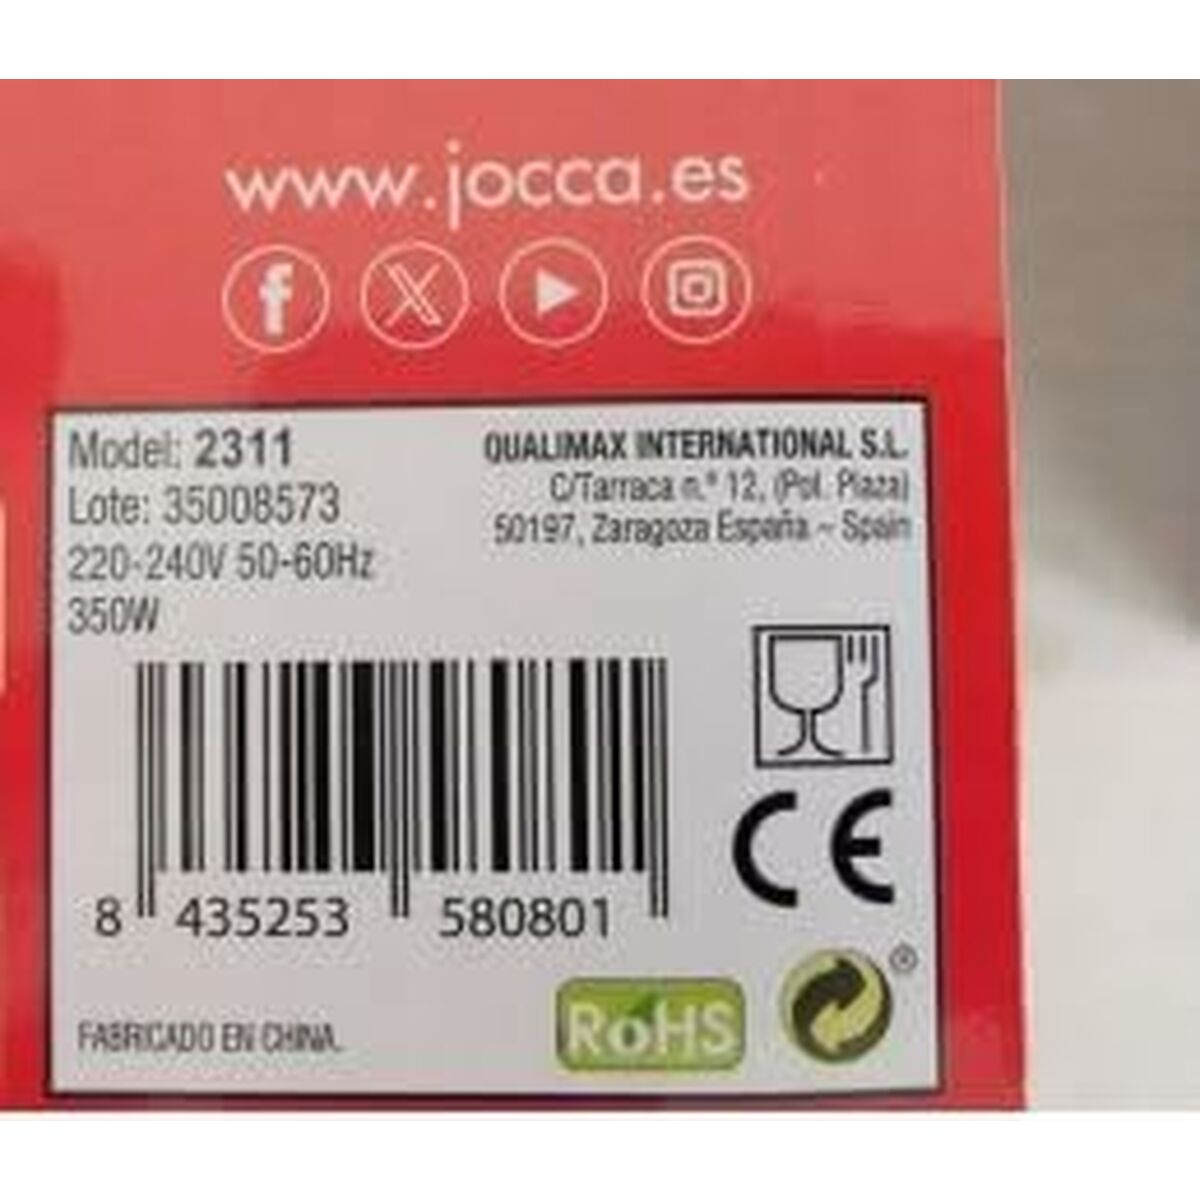 www.jocca.es
Model: 2311
Lote: 35008573
220-240V 50-60Hz
350W
QUALIMAX INTERNATIONAL S.L.
C/Tarraca n.° 12, (Pol. Plaza)
50197, Zaragoza España ~ Spain
8 435253 580801
CE
FABRICADO EN CHINA.
RoHS
®